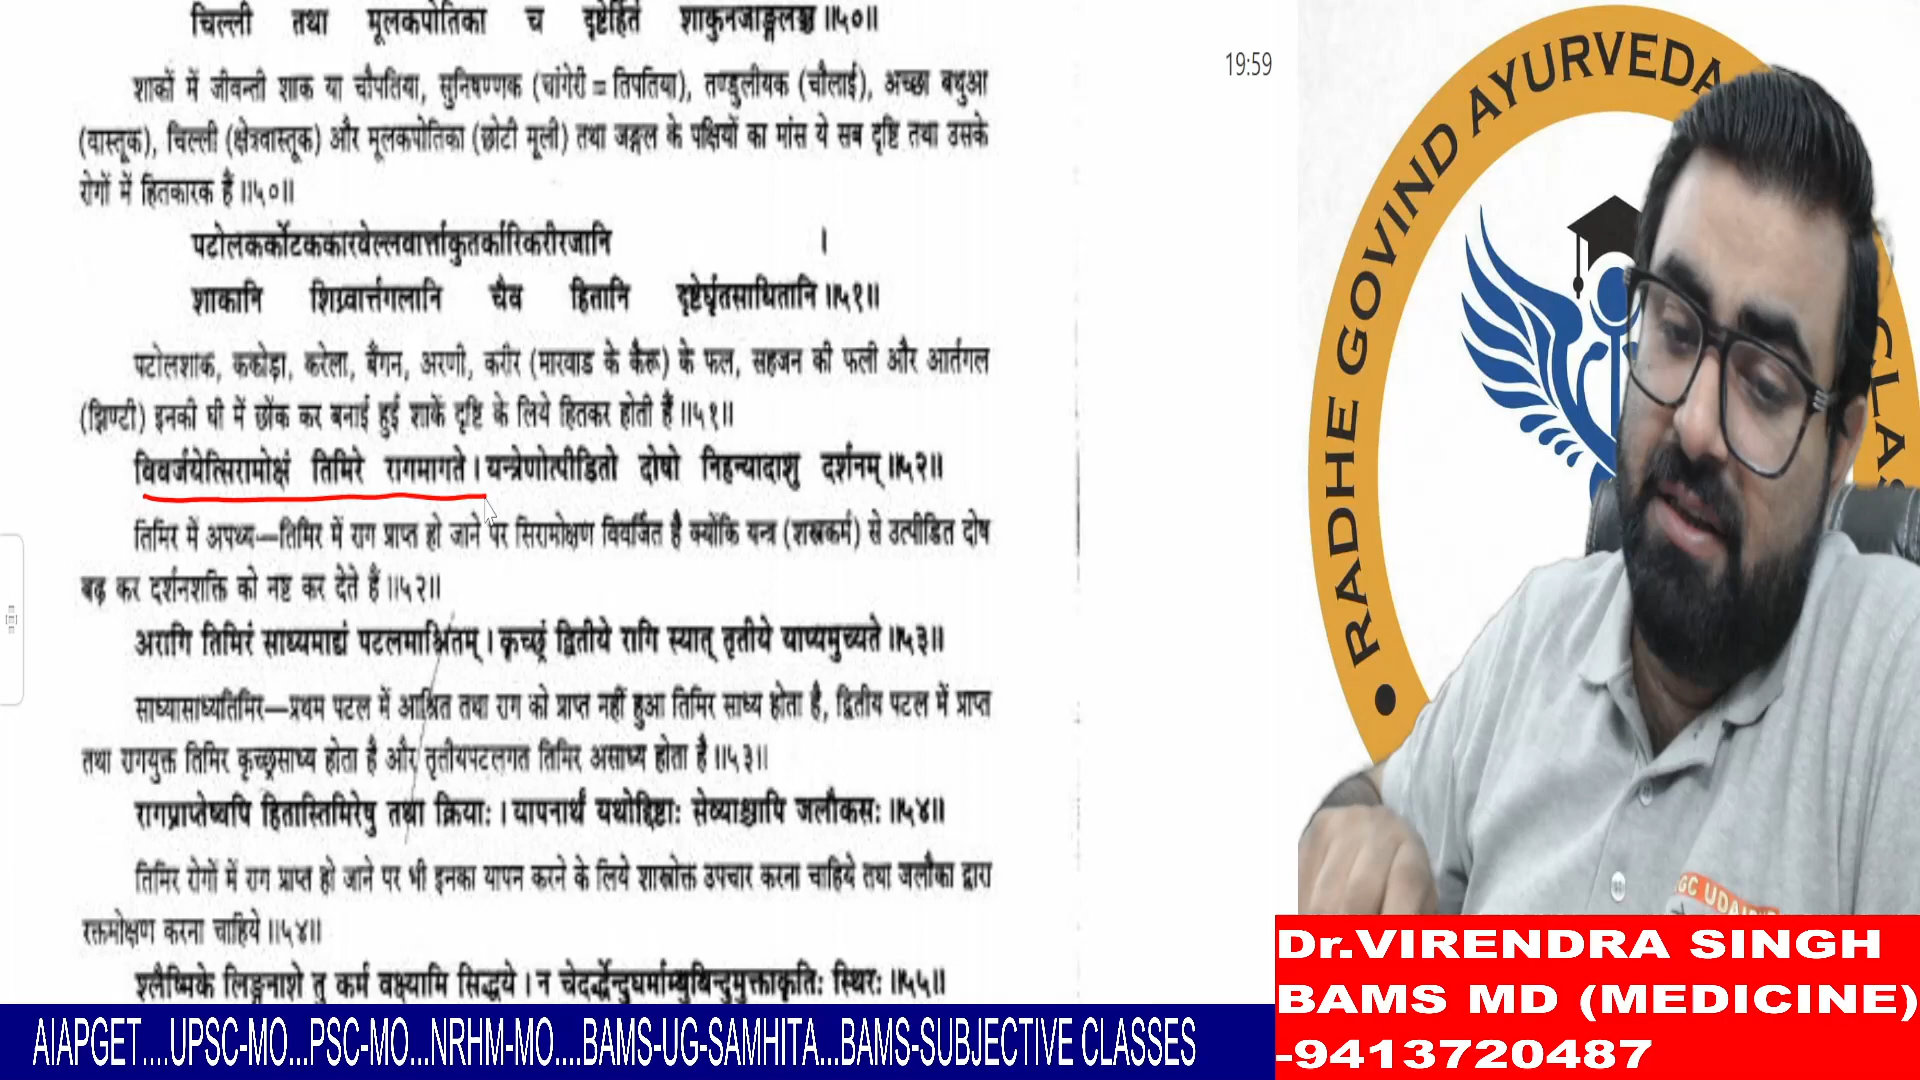 चिल्ली तथा मूलकपोतिका च दृष्टेर्हितं शाकुनजाङ्गलञ्च ॥५०॥
19:59
शाकों में जीवन्ती शाक या चौपतिया, सुनिषण्णक (चांगेरी = तिपतिया), तण्डुलीयक (चौलाई), अच्छा बथुआ
(वास्तूक), चिल्ली (क्षेत्रवास्तूक) और मूलकपोतिका (छोटी मूली) तथा जङ्गल के पक्षियों का मांस ये सब दृष्टि तथा उसके
रोगों में हितकारक हैं ॥५०॥
पटोलकर्कोटककारवेल्लवार्त्ताकुतर्कारिकरीरजानि ।
शाकानि शिग्र्वार्त्तगलानि चैव हितानि दृष्टेर्घृतसाधितानि ॥५१॥
पटोलशाक, ककोड़ा, करेला, बैंगन, अरणी, करीर (मारवाड के कैरू) के फल, सहजन की फली और आर्तगल
(झिण्टी) इनकी घी में छोंक कर बनाई हुई शाकें दृष्टि के लिये हितकर होती हैं ॥५१॥
विवर्जयेत्सिरामोक्षं तिमिरे रागमागते । यन्त्रेणोत्पीडितो दोषो निहन्यादाशु दर्शनम् ॥५२॥
तिमिर में अपथ्य—तिमिर में राग प्राप्त हो जाने पर सिरामोक्षण विवर्जित है क्योंकि यन्त्र (शस्त्रकर्म) से उत्पीडित दोष
बढ़ कर दर्शनशक्ति को नष्ट कर देते हैं ॥५२॥
अरागि तिमिरं साध्यमाद्यं पटलमाश्रितम् । कृच्छ्रं द्वितीये रागि स्यात् तृतीये याप्यमुच्यते ॥५३॥
साध्यासाध्यतिमिर—प्रथम पटल में आश्रित तथा राग को प्राप्त नहीं हुआ तिमिर साध्य होता है, द्वितीय पटल में प्राप्त
तथा रागयुक्त तिमिर कृच्छ्रसाध्य होता है और तृतीयपटलगत तिमिर असाध्य होता है ॥५३॥
रागप्राप्तेष्वपि हितास्तिमिरेषु तथा क्रियाः । यापनार्थं यथोद्दिष्टाः सेव्याश्चापि जलौकसः ॥५४॥
तिमिर रोगों में राग प्राप्त हो जाने पर भी इनका यापन करने के लिये शास्त्रोक्त उपचार करना चाहिये तथा जलौका द्वारा
रक्तमोक्षण करना चाहिये ॥५४॥
श्लैष्मिके लिङ्गनाशे तु कर्म वक्ष्यामि सिद्धये । न चेदर्द्धेन्दुघर्माम्बुबिन्दुमुक्ताकृतिः स्थिरः ॥५५॥
RADHE GOVIND AYURVEDA CLAS
GC UDAIP
Dr.VIRENDRA SINGH
BAMS MD (MEDICINE)
-9413720487
AIAPGET....UPSC-MO...PSC-MO...NRHM-MO....BAMS-UG-SAMHITA...BAMS-SUBJECTIVE CLASSES